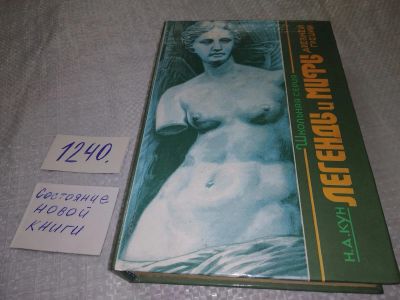 1240.
Состояние
новой
книги
Школьная серия
Н.А.КУН
ЛЕГЕНДЫ И МИФЫ
ДРЕВНЕЙ
ГРЕЦИИ